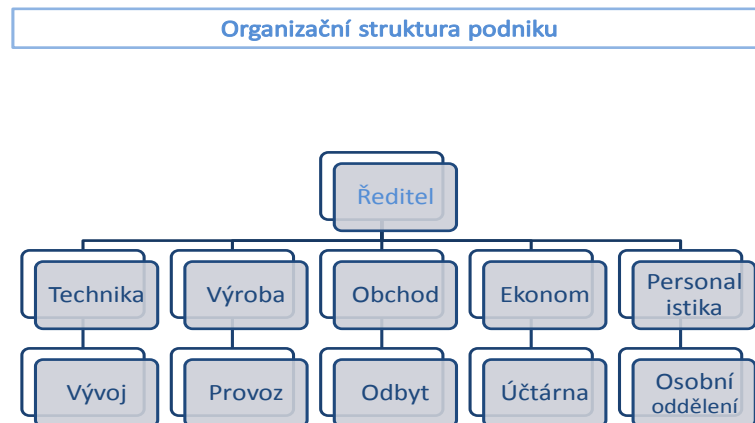 Organizační struktura podniku
Ředitel
Technika
Výroba
Obchod
Ekonom
Personal
istika
Vývoj
Provoz
Odbyt
Účtárna
Osobní
oddělení